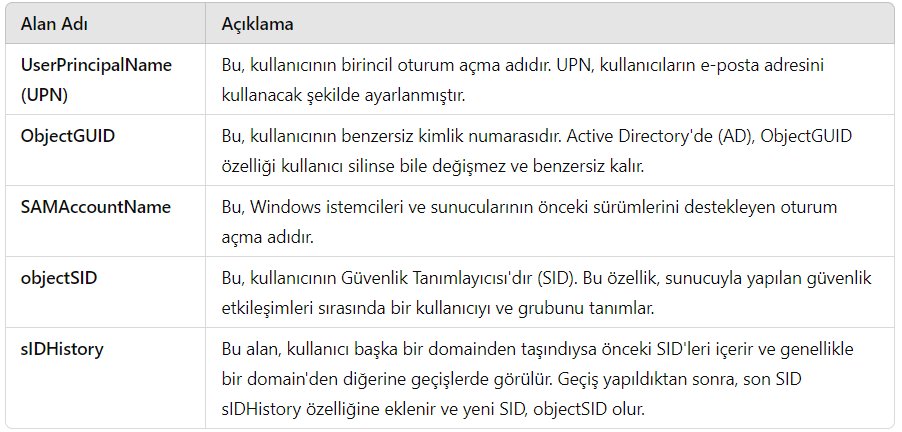 Alan Adı Açıklama
UserPrincipalName
(UPN)
Bu, kullanıcının birincil oturum açma adıdır. UPN, kullanıcıların e-posta adresini
kullanacak şekilde ayarlanmıştır.
ObjectGUID
Bu, kullanıcının benzersiz kimlik numarasıdır. Active Directory'de (AD), ObjectGUID
özelliği kullanıcı silinse bile değişmez ve benzersiz kalır.
SAMAccountName
Bu, Windows istemcileri ve sunucularının önceki sürümlerini destekleyen oturum
açma adıdır.
objectSID
Bu, kullanıcının Güvenlik Tanımlayıcısı'dır (SID). Bu özellik, sunucuyla yapılan güvenlik
etkileşimleri sırasında bir kullanıcıyı ve grubunu tanımlar.
sIDHistory
Bu alan, kullanıcı başka bir domainden taşındıysa önceki SID'leri içerir ve genellikle
bir domain'den diğerine geçişlerde görülür. Geçiş yapıldıktan sonra, son SID
sIDHistory özelliğine eklenir ve yeni SID, objectSID olur.